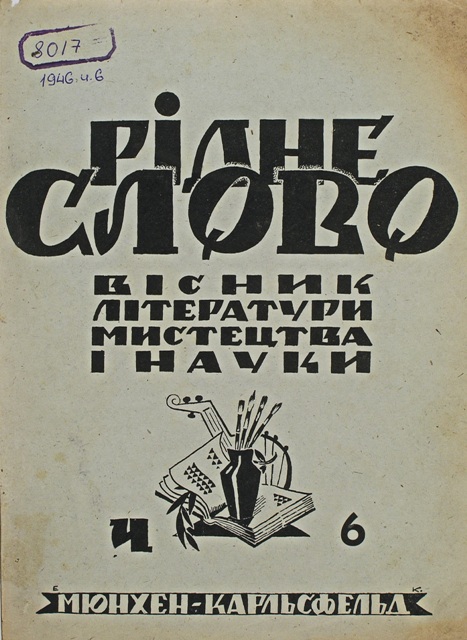 8017
1946.ч.6
РІДНЕ
СЛОВО
ВІСНИК
ЛІТЕРАТУРИ
МИСТЕЦТВА
І НАУКИ
Ч 6
Е К.
МЮНХЕН-КАРЛЬСФЕЛЬД